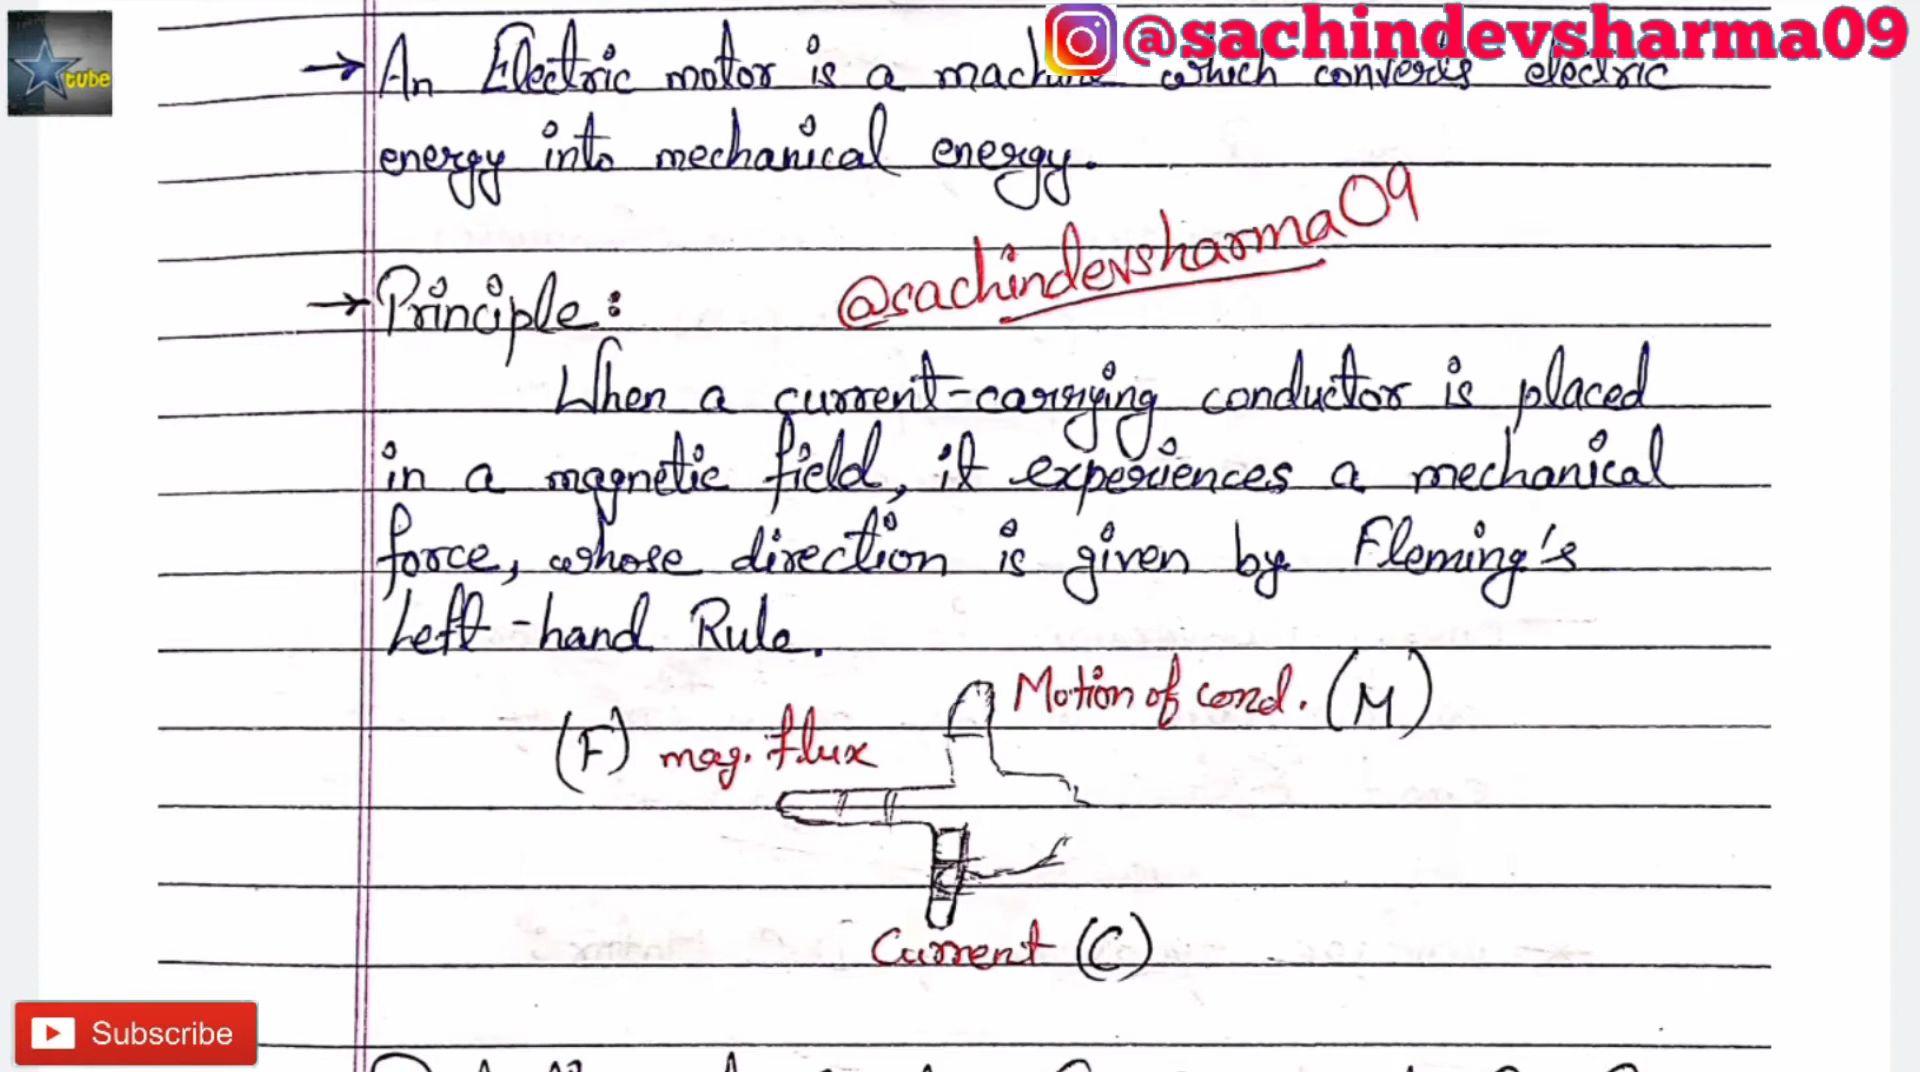 @sachindevsharma09
tube
→ An Electric motor is a machine which converts electric
energy into mechanical energy.
@sachindevsharma09
→ Principle:
When a current-carrying conductor is placed
in a magnetic field, it experiences a mechanical
force, whose direction is given by Fleming's
Left-hand Rule.
Motion of cond. (M)
(F) mag. flux
Current (C)
Subscribe